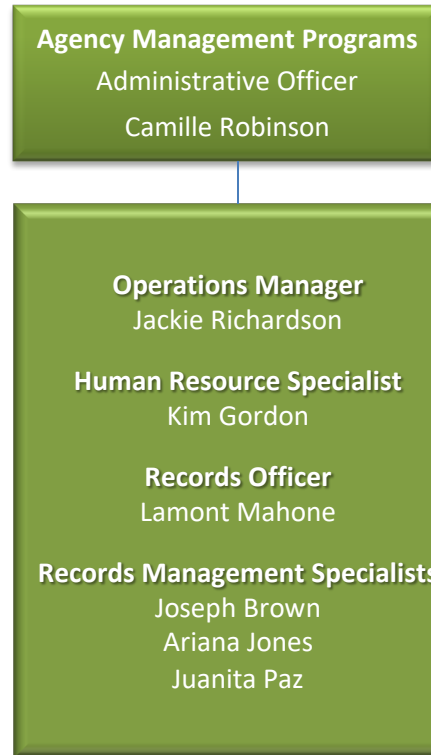 Agency Management Programs
Administrative Officer
Camille Robinson
Operations Manager
Jackie Richardson
Human Resource Specialist
Kim Gordon
Records Officer
Lamont Mahone
Records Management Specialists
Joseph Brown
Ariana Jones
Juanita Paz